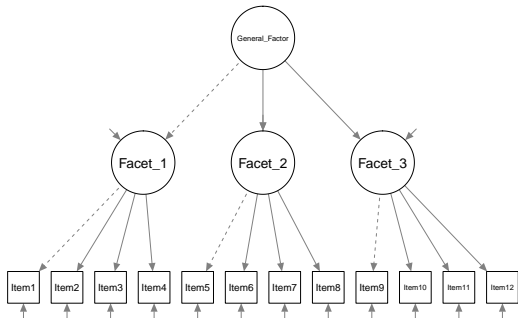 General_Factor
Facet_1 Facet_2 Facet_3
Item1 Item2 Item3 Item4 Item5 Item6 Item7 Item8 Item9 Item10 Item11 Item12